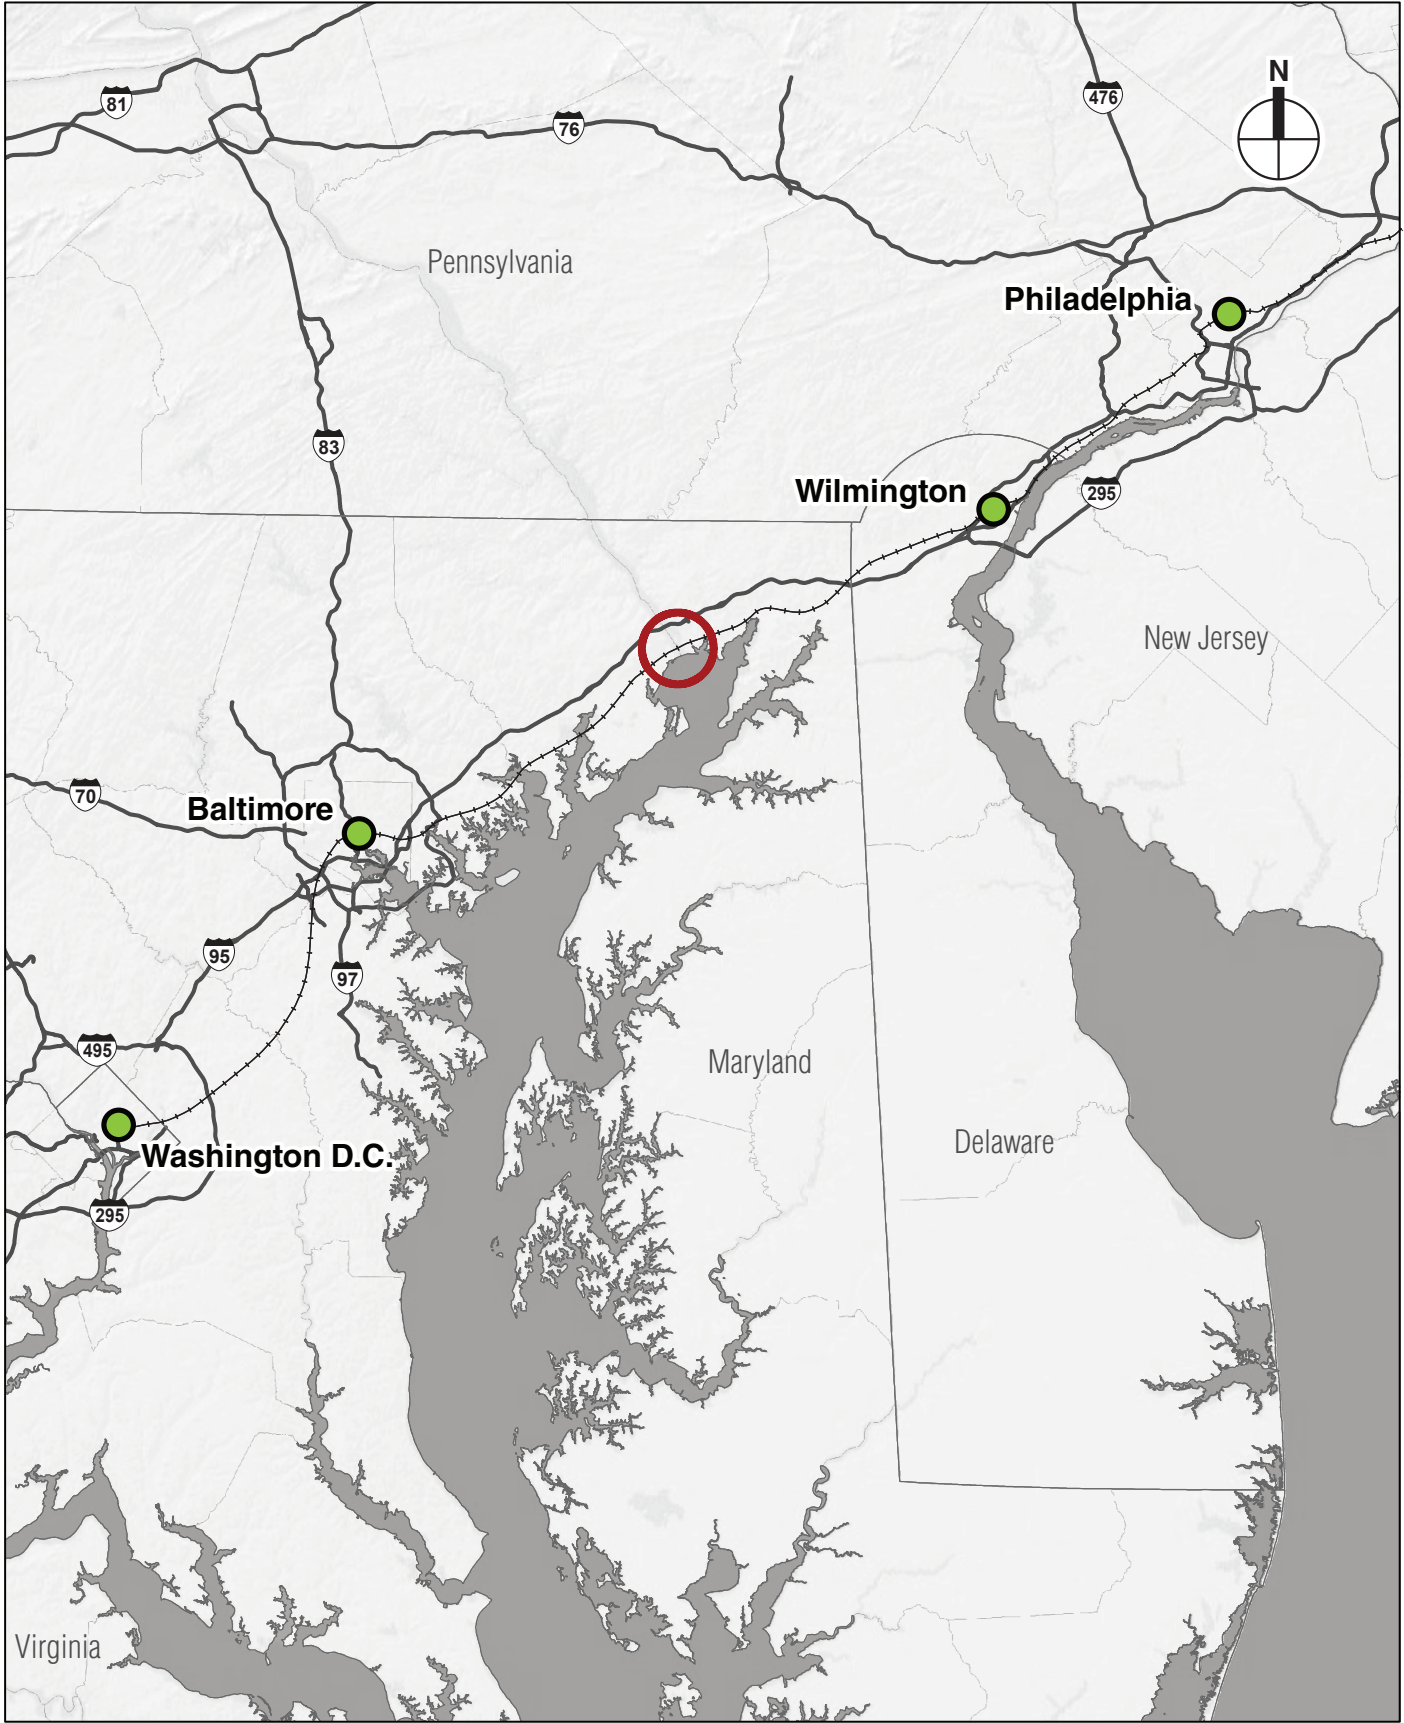 N
81
476
76
Pennsylvania
Philadelphia
83
Wilmington
295
New Jersey
70
Baltimore
95
97
495
Maryland
Delaware
Washington D.C.
295
Virginia